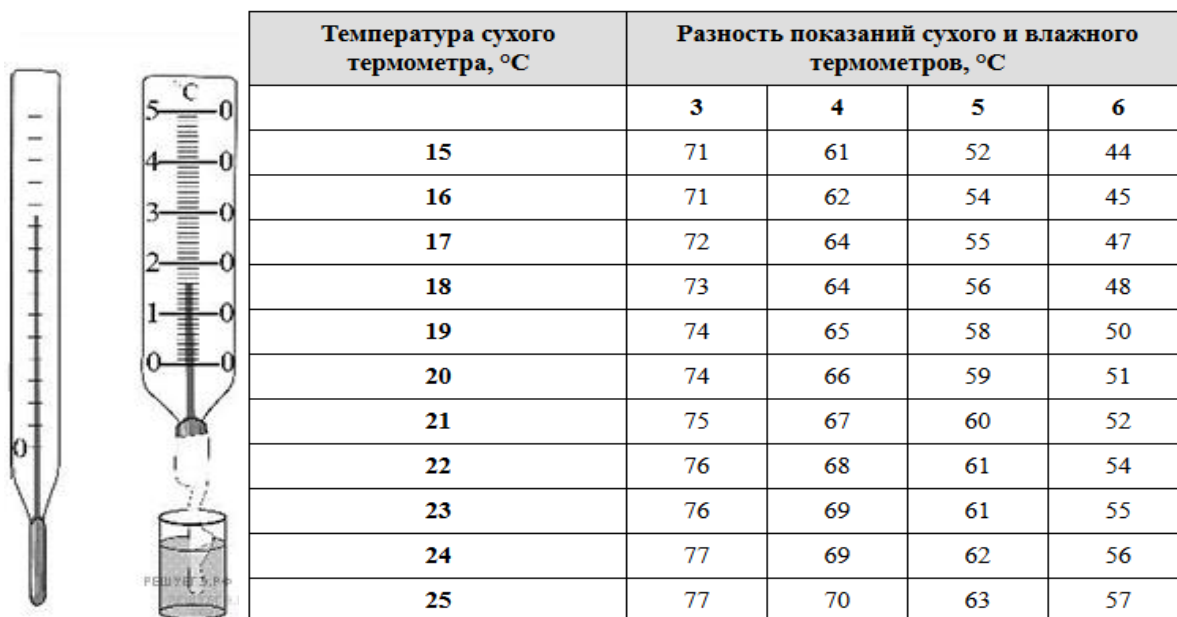 Температура сухого термометра, °C
Разность показаний сухого и влажного термометров, °C
3 4 5 6
15 71 61 52 44
16 71 62 54 45
17 72 64 55 47
18 73 64 56 48
19 74 65 58 50
20 74 66 59 51
21 75 67 60 52
22 76 68 61 54
23 76 69 61 55
24 77 69 62 56
25 77 70 63 57
0
C
5 0
4 0
3 0
2 0
1 0
0 0
РЕШУЕГЭ.РФ